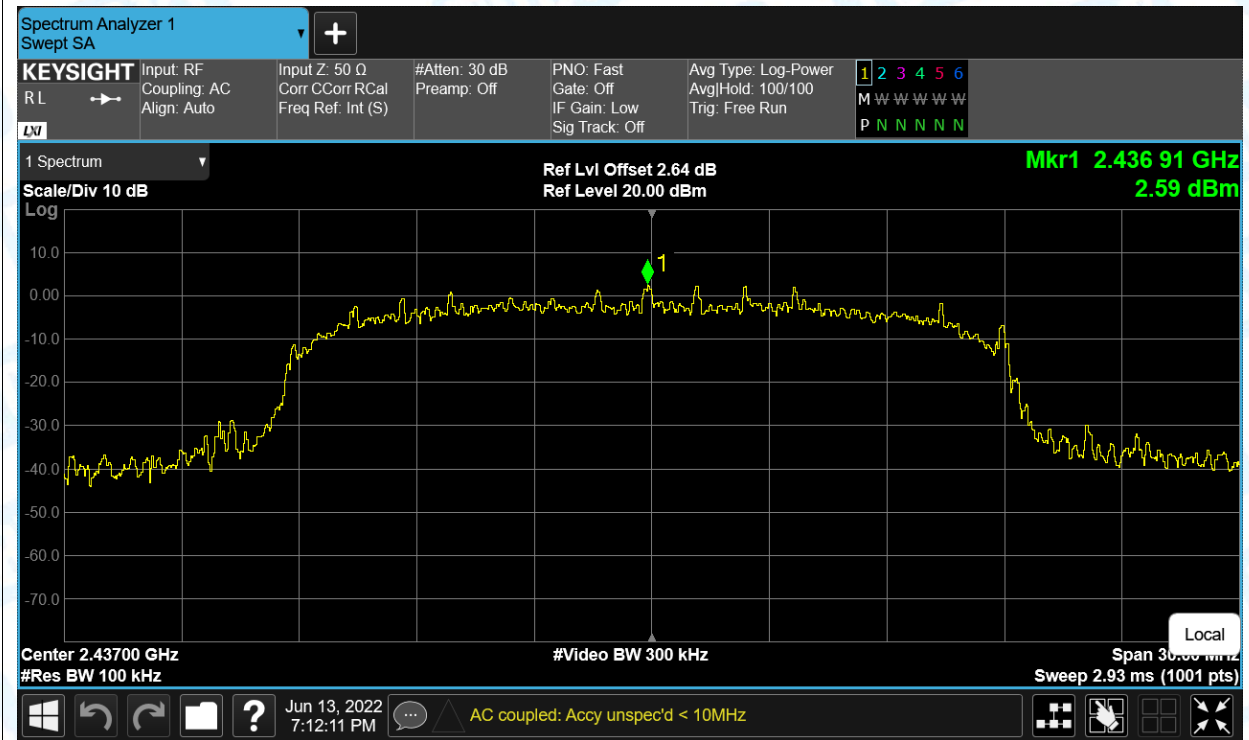 Spectrum Analyzer 1
Swept SA
KEYSIGHT
R L
LXI
Input: RF
Coupling: AC
Align: Auto
Input Z: 50 Ω
Corr CCorr RCal
Freq Ref: Int (S)
#Atten: 30 dB
Preamp: Off
PNO: Fast
Gate: Off
IF Gain: Low
Sig Track: Off
Avg Type: Log-Power
Avg|Hold: 100/100
Trig: Free Run
1 2 3 4 5 6
M W W W W W
P N N N N N
1 Spectrum
Scale/Div 10 dB
Ref Lvl Offset 2.64 dB
Ref Level 20.00 dBm
Mkr1 2.436 91 GHz
2.59 dBm
Log
10.0
0.00
-10.0
-20.0
-30.0
-40.0
-50.0
-60.0
-70.0
1
Local
Center 2.43700 GHz
#Video BW 300 kHz
Span 30.00 MHz
#Res BW 100 kHz
Sweep 2.93 ms (1001 pts)
?
Jun 13, 2022
7:12:11 PM
AC coupled: Accy unspec'd < 10MHz